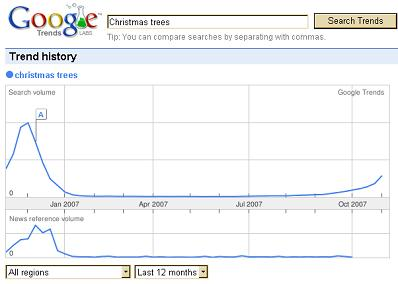 Google
Trends LABS
Christmas trees
Search Trends
Tip: You can compare searches by separating with commas.
Trend history
christmas trees
Search volume
Google Trends
A
0
Jan 2007 Apr 2007 Jul 2007 Oct 2007
News reference volume
0
All regions
Last 12 months